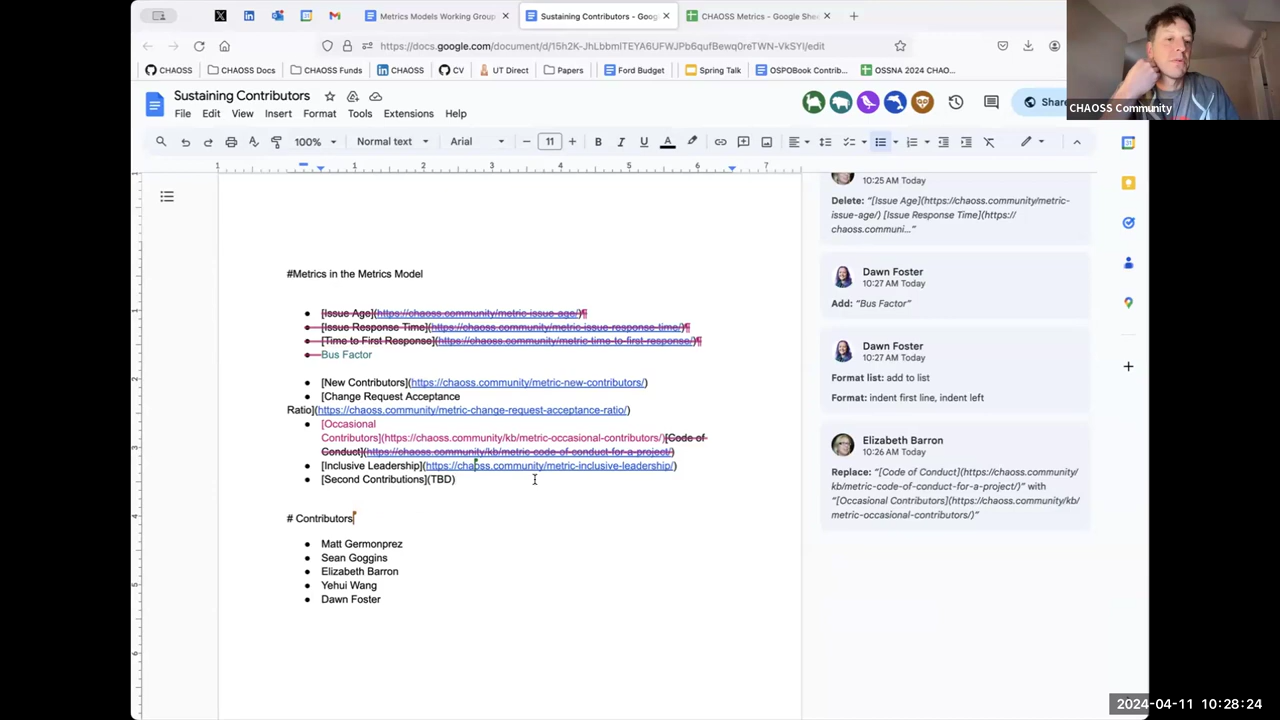 Metrics Models Working Group
Sustaining Contributors - Goog
CHAOSS Metrics - Google Shee
https://docs.google.com/document/d/15h2K-JhLbbmITEYA6UFWJPb6qufBewq0reTWN-VkSYI/edit
CHAOSS
CHAOSS Docs
CHAOSS Funds
CHAOSS
CV
UT Direct
Papers
Ford Budget
Spring Talk
OSPOBook Contrib...
OSSNA 2024 CHAO...
CHAOSS Community
Sustaining Contributors
Share
File Edit View Insert Format Tools Extensions Help
100% Normal text Arial 11
1 1 2 3 4 5 6 7
10:25 AM Today
Delete: “[Issue Age](https://chaoss.community/metric-
issue-age/) [Issue Response Time](https://
chaoss.communi...”
Dawn Foster
10:27 AM Today
Add: “Bus Factor”
Dawn Foster
10:27 AM Today
Format list: add to list
Format: indent first line, indent left
Elizabeth Barron
10:26 AM Today
Replace: “[Code of Conduct](https://chaoss.community/
kb/metric-code-of-conduct-for-a-project/)” with
“[Occasional Contributors](https://chaoss.community/kb/
metric-occasional-contributors/)”
#Metrics in the Metrics Model
● [Issue Age](https://chaoss.community/metric-issue-age/)¶
● [Issue Response Time](https://chaoss.community/metric-issue-response-time/)¶
● [Time to First Response](https://chaoss.community/metric-time-to-first-response/)¶
● Bus Factor
● [New Contributors](https://chaoss.community/metric-new-contributors/)
● [Change Request Acceptance
Ratio](https://chaoss.community/metric-change-request-acceptance-ratio/)
● [Occasional
Contributors](https://chaoss.community/kb/metric-occasional-contributors/)[Code of
Conduct](https://chaoss.community/kb/metric-code-of-conduct-for-a-project/)
● [Inclusive Leadership](https://chaoss.community/metric-inclusive-leadership/)
● [Second Contributions](TBD)
# Contributors
● Matt Germonprez
● Sean Goggins
● Elizabeth Barron
● Yehui Wang
● Dawn Foster
2024-04-11 10:28:24